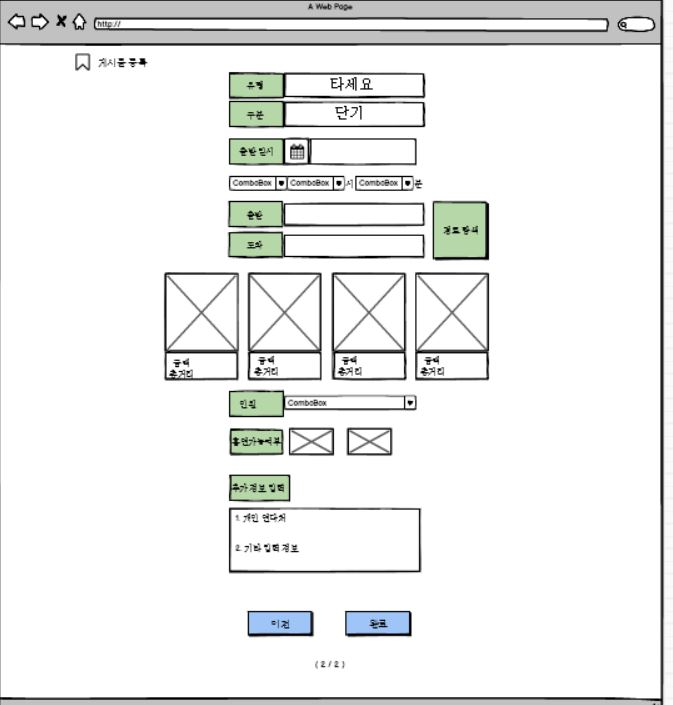 A Web Page
http://
게시물 등록
유형 타세요
구분 단기
출발 일시
ComboBox ComboBox 시 ComboBox 분
출발
도착
경로 탐색
금액 금액 금액 금액
총거리 총거리 총거리 총거리
인원 ComboBox
흡연가능여부
추가 정보 입력
1. 개인 연락처
2. 기타 입력 정보
이전 완료
( 2 / 2 )